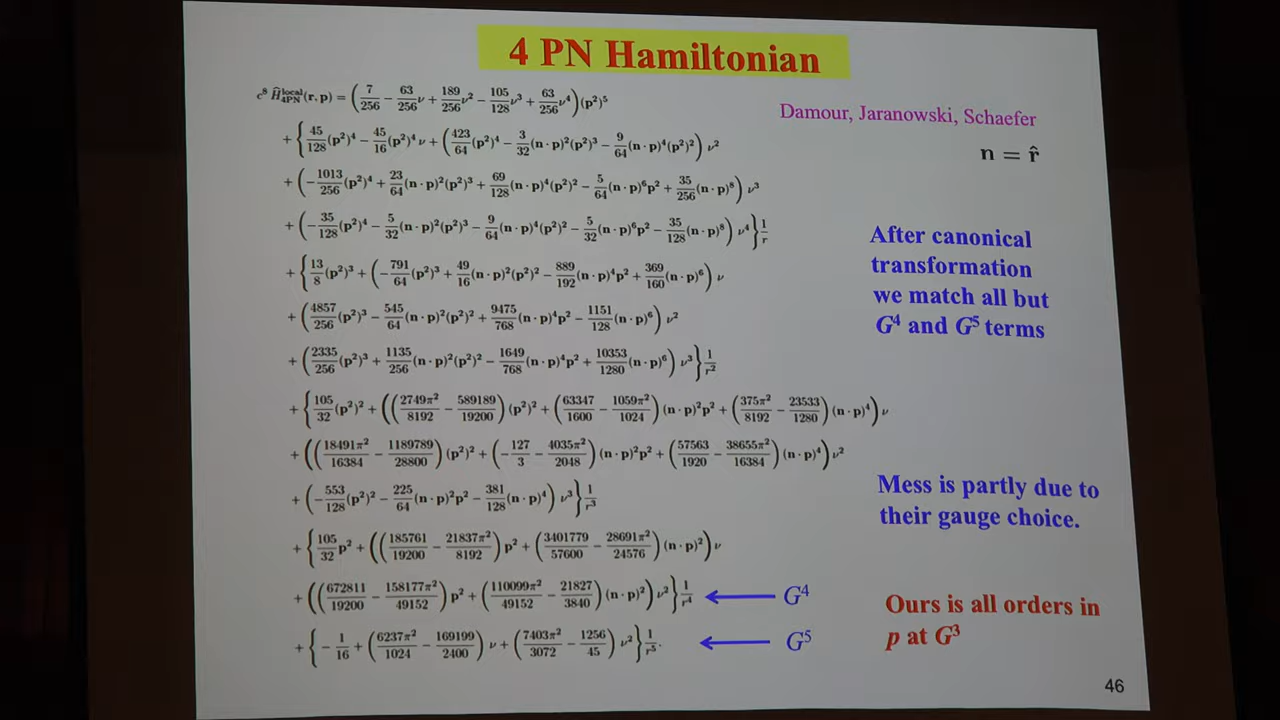 4 PN Hamiltonian
c⁸ Ĥ^local_4PN(r, p) = (7/256 − 63/256 ν + 189/256 ν² − 105/128 ν³ + 63/256 ν⁴)(p²)⁵
+ {45/128 (p²)⁴ − 45/16 (p²)⁴ ν + (423/64 (p²)⁴ − 3/32 (n · p)²(p²)³ − 9/64 (n · p)⁴(p²)²) ν²
+ (−1013/256 (p²)⁴ + 23/64 (n · p)²(p²)³ + 69/128 (n · p)⁴(p²)² − 5/64 (n · p)⁶p² + 35/256 (n · p)⁸) ν³
+ (−35/128 (p²)⁴ − 5/32 (n · p)²(p²)³ − 9/64 (n · p)⁴(p²)² − 5/32 (n · p)⁶p² − 35/128 (n · p)⁸) ν⁴} 1/r
+ {13/8 (p²)³ + (−791/64 (p²)³ + 49/16 (n · p)²(p²)² − 889/192 (n · p)⁴p² + 369/160 (n · p)⁶) ν
+ (4857/256 (p²)³ − 545/64 (n · p)²(p²)² + 9475/768 (n · p)⁴p² − 1151/128 (n · p)⁶) ν²
+ (2335/256 (p²)³ + 1135/256 (n · p)²(p²)² − 1649/768 (n · p)⁴p² + 10353/1280 (n · p)⁶) ν³} 1/r²
+ {105/32 (p²)² + ((2749π²/8192 − 589189/19200)(p²)² + (63347/1600 − 1059π²/1024)(n · p)²p² + (375π²/8192 − 23533/1280)(n · p)⁴) ν
+ ((18491π²/16384 − 1189789/28800)(p²)² + (−127/3 − 4035π²/2048)(n · p)²p² + (57563/1920 − 38655π²/16384)(n · p)⁴) ν²
+ (−553/128 (p²)² − 225/64 (n · p)²p² − 381/128 (n · p)⁴) ν³} 1/r³
+ {105/32 p² + ((185761/19200 − 21837π²/8192) p² + (3401779/57600 − 28691π²/24576)(n · p)²) ν
+ ((672811/19200 − 158177π²/49152) p² + (110099π²/49152 − 21827/3840)(n · p)²) ν²} 1/r⁴
G⁴
+ {−1/16 + (6237π²/1024 − 169199/2400) ν + (7403π²/3072 − 1256/45) ν²} 1/r⁵.
G⁵
Damour, Jaranowski, Schaefer
n = r̂
After canonical
transformation
we match all but
G⁴ and G⁵ terms
Mess is partly due to
their gauge choice.
Ours is all orders in
p at G³
46